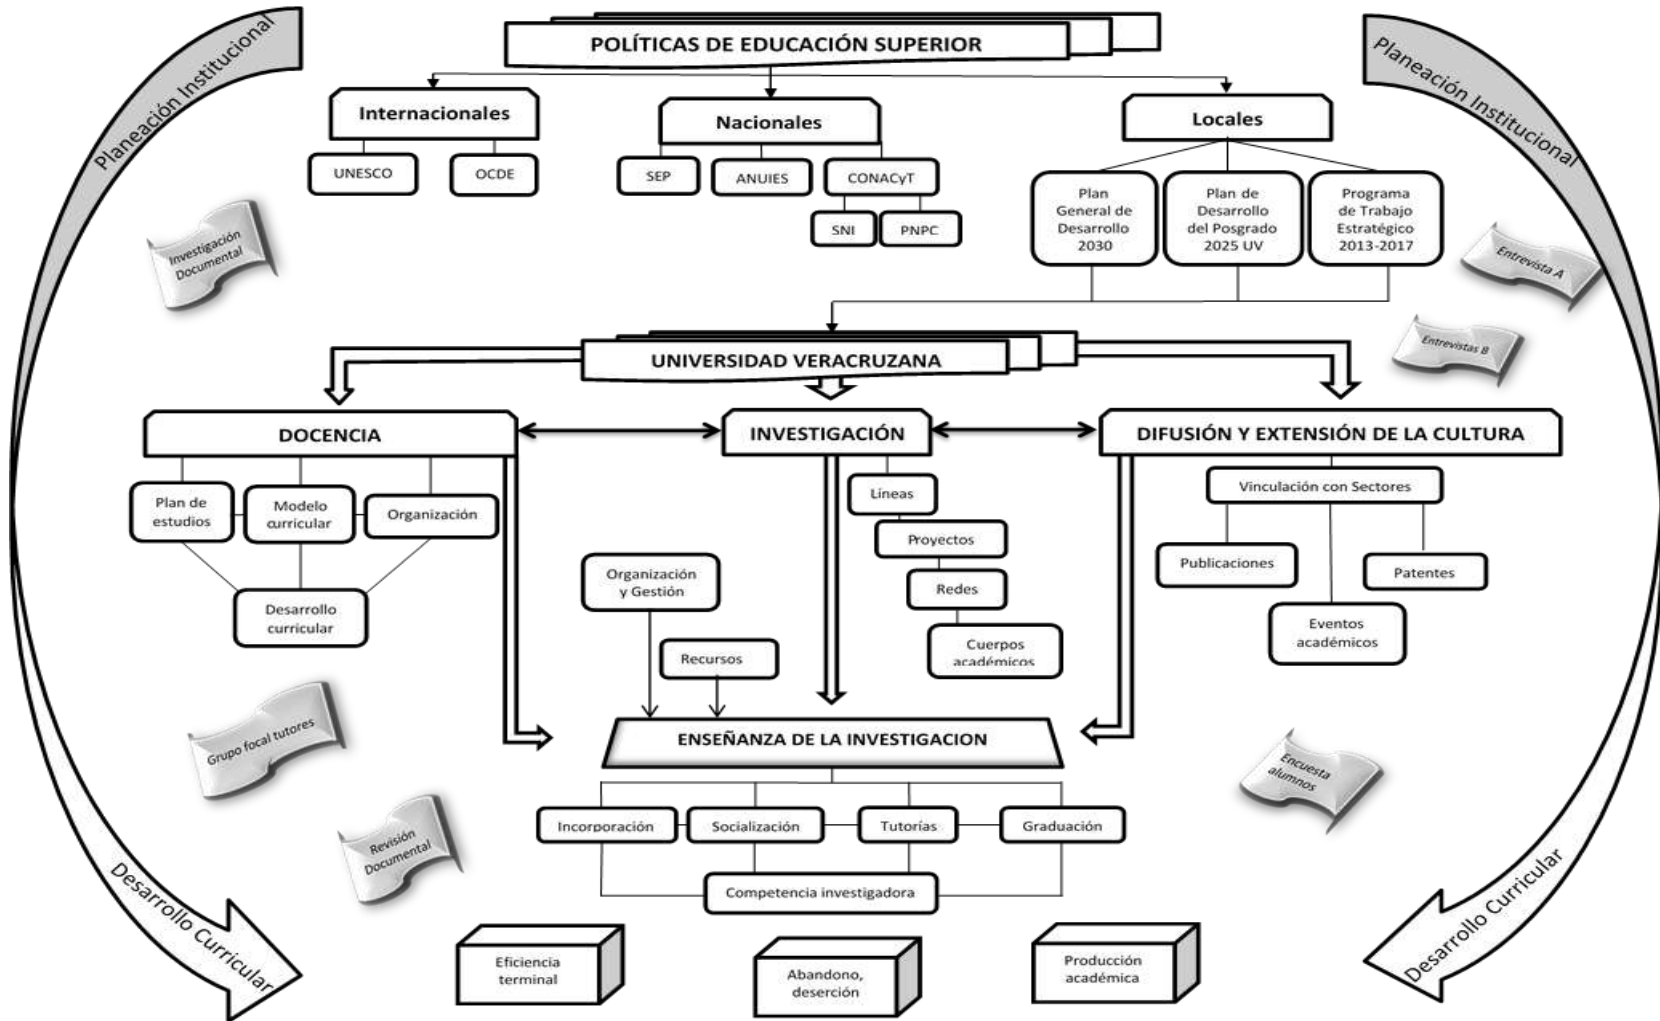 Planeación Institucional
POLÍTICAS DE EDUCACIÓN SUPERIOR
Planeación Institucional
Internacionales
Nacionales
Locales
UNESCO
OCDE
SEP
ANUIES
CONACyT
SNI
PNPC
Plan
General de
Desarrollo
2030
Plan de
Desarrollo
del Posgrado
2025 UV
Programa
de Trabajo
Estratégico
2013-2017
Investigación
Documental
Entrevista A
Entrevistas B
UNIVERSIDAD VERACRUZANA
DOCENCIA
INVESTIGACIÓN
DIFUSIÓN Y EXTENSIÓN DE LA CULTURA
Plan de
estudios
Modelo
curricular
Organización
Desarrollo
curricular
Líneas
Proyectos
Redes
Cuerpos
académicos
Vinculación con Sectores
Publicaciones
Eventos
académicos
Patentes
Organización
y Gestión
Recursos
Grupo focal tutores
ENSEÑANZA DE LA INVESTIGACION
Encuesta
alumnos
Revisión
Documental
Incorporación
Socialización
Tutorías
Graduación
Competencia investigadora
Desarrollo Curricular
Desarrollo Curricular
Eficiencia
terminal
Abandono,
deserción
Producción
académica